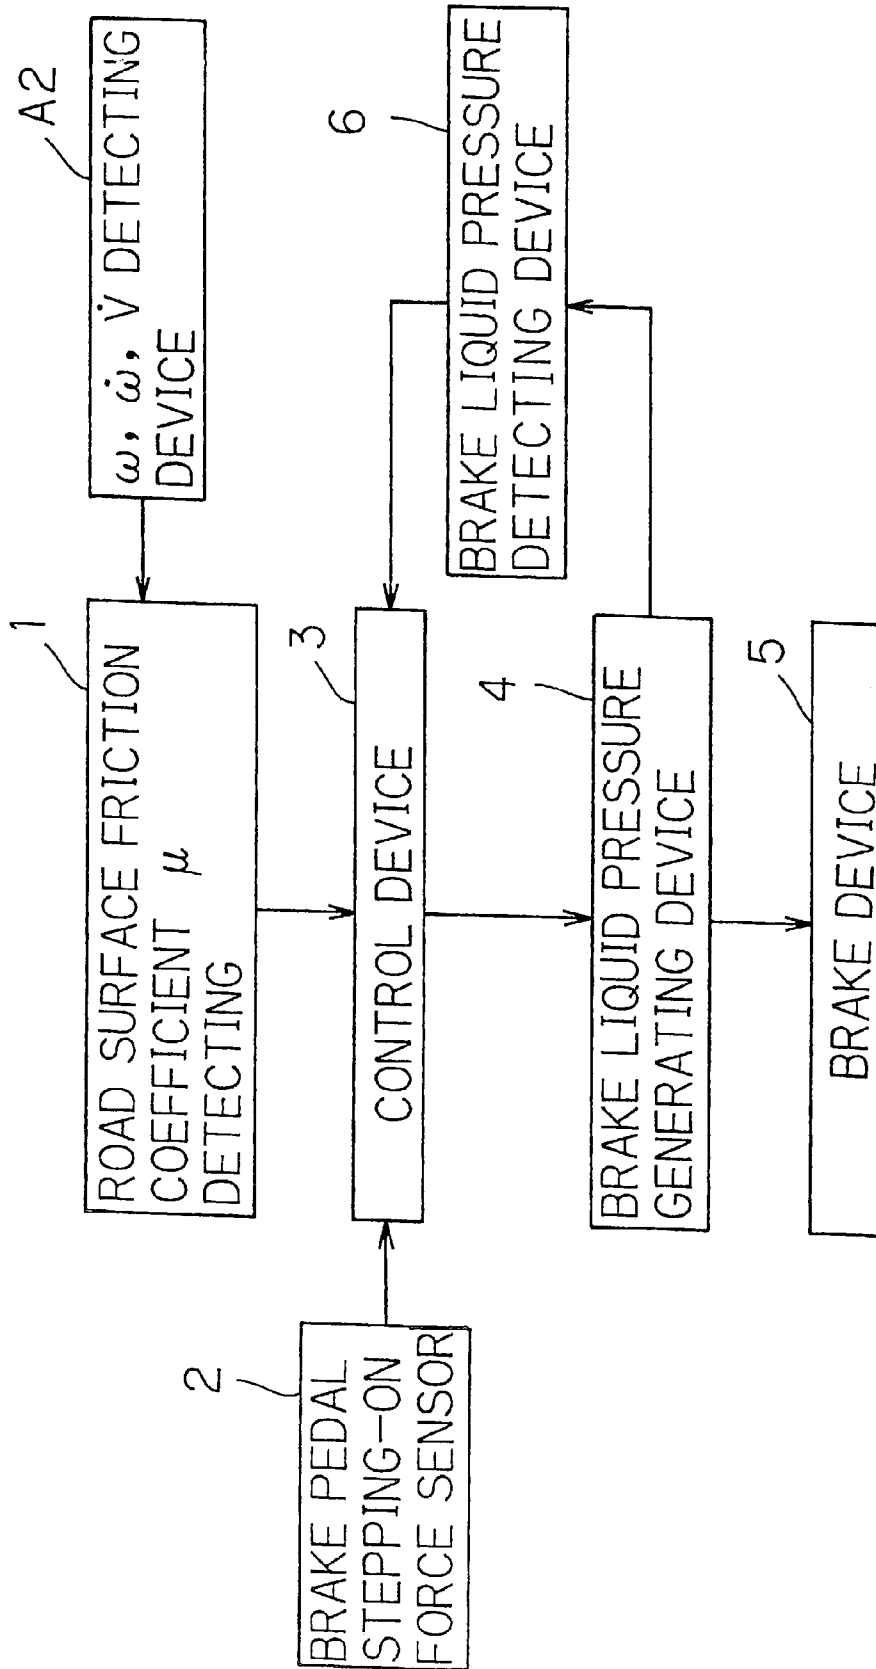 A2
ω, ω̇, V̇ DETECTING
DEVICE
1
ROAD SURFACE FRICTION
COEFFICIENT μ
DETECTING
2
BRAKE PEDAL
STEPPING-ON
FORCE SENSOR
3
CONTROL DEVICE
6
BRAKE LIQUID PRESSURE
DETECTING DEVICE
4
BRAKE LIQUID PRESSURE
GENERATING DEVICE
5
BRAKE DEVICE